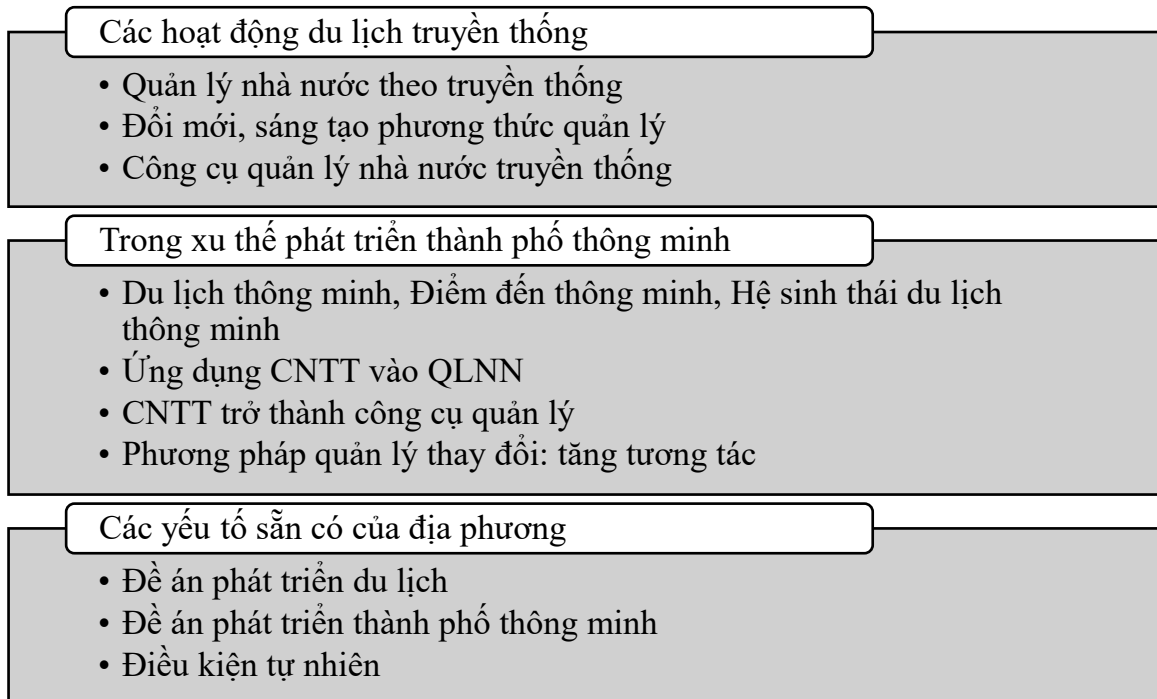 Các hoạt động du lịch truyền thống
• Quản lý nhà nước theo truyền thống
• Đổi mới, sáng tạo phương thức quản lý
• Công cụ quản lý nhà nước truyền thống
Trong xu thế phát triển thành phố thông minh
• Du lịch thông minh, Điểm đến thông minh, Hệ sinh thái du lịch
thông minh
• Ứng dụng CNTT vào QLNN
• CNTT trở thành công cụ quản lý
• Phương pháp quản lý thay đổi: tăng tương tác
Các yếu tố sẵn có của địa phương
• Đề án phát triển du lịch
• Đề án phát triển thành phố thông minh
• Điều kiện tự nhiên